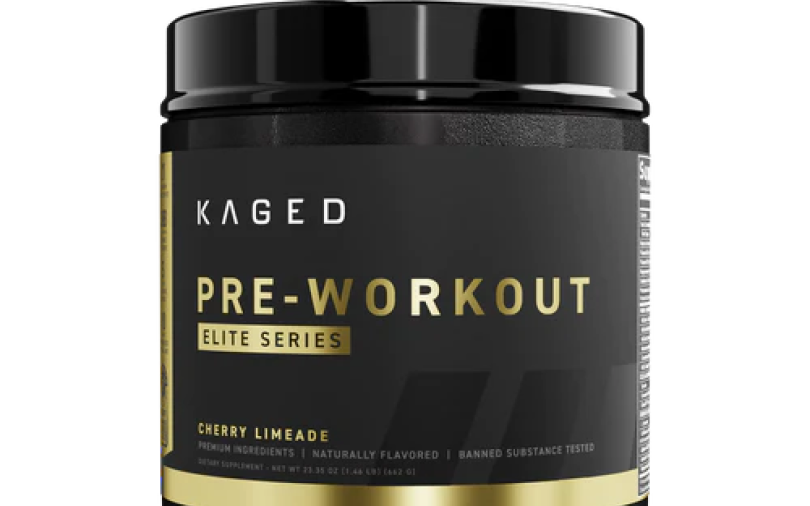 KAGED
PRE-WORKOUT
ELITE SERIES
CHERRY LIMEADE
PREMIUM INGREDIENTS | NATURALLY FLAVORED | BANNED SUBSTANCE TESTED
DIETARY SUPPLEMENT - NET WT 23.35 OZ (1.46 LB) (662 G)